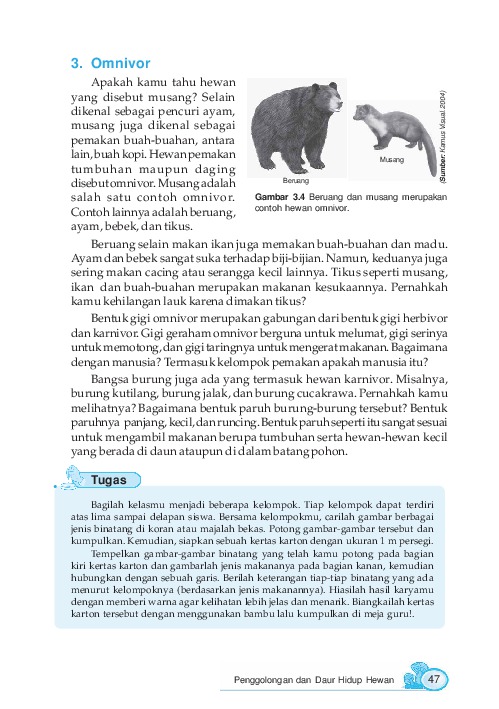 3. Omnivor
Apakah kamu tahu hewan
yang disebut musang? Selain
dikenal sebagai pencuri ayam,
musang juga dikenal sebagai
pemakan buah-buahan, antara
lain, buah kopi. Hewan pemakan
tumbuhan maupun daging
disebut omnivor. Musang adalah
salah satu contoh omnivor.
Contoh lainnya adalah beruang,
ayam, bebek, dan tikus.
Beruang
Musang
(Sumber: Kamus Visual, 2004)
Gambar 3.4 Beruang dan musang merupakan
contoh hewan omnivor.
Beruang selain makan ikan juga memakan buah-buahan dan madu.
Ayam dan bebek sangat suka terhadap biji-bijian. Namun, keduanya juga
sering makan cacing atau serangga kecil lainnya. Tikus seperti musang,
ikan dan buah-buahan merupakan makanan kesukaannya. Pernahkah
kamu kehilangan lauk karena dimakan tikus?
Bentuk gigi omnivor merupakan gabungan dari bentuk gigi herbivor
dan karnivor. Gigi geraham omnivor berguna untuk melumat, gigi serinya
untuk memotong, dan gigi taringnya untuk mengerat makanan. Bagaimana
dengan manusia? Termasuk kelompok pemakan apakah manusia itu?
Bangsa burung juga ada yang termasuk hewan karnivor. Misalnya,
burung kutilang, burung jalak, dan burung cucakrawa. Pernahkah kamu
melihatnya? Bagaimana bentuk paruh burung-burung tersebut? Bentuk
paruhnya panjang, kecil, dan runcing. Bentuk paruh seperti itu sangat sesuai
untuk mengambil makanan berupa tumbuhan serta hewan-hewan kecil
yang berada di daun ataupun di dalam batang pohon.
Tugas
Bagilah kelasmu menjadi beberapa kelompok. Tiap kelompok dapat terdiri
atas lima sampai delapan siswa. Bersama kelompokmu, carilah gambar berbagai
jenis binatang di koran atau majalah bekas. Potong gambar-gambar tersebut dan
kumpulkan. Kemudian, siapkan sebuah kertas karton dengan ukuran 1 m persegi.
Tempelkan gambar-gambar binatang yang telah kamu potong pada bagian
kiri kertas karton dan gambarlah jenis makananya pada bagian kanan, kemudian
hubungkan dengan sebuah garis. Berilah keterangan tiap-tiap binatang yang ada
menurut kelompoknya (berdasarkan jenis makanannya). Hiasilah hasil karyamu
dengan memberi warna agar kelihatan lebih jelas dan menarik. Biangkailah kertas
karton tersebut dengan menggunakan bambu lalu kumpulkan di meja guru!.
Penggolongan dan Daur Hidup Hewan
47